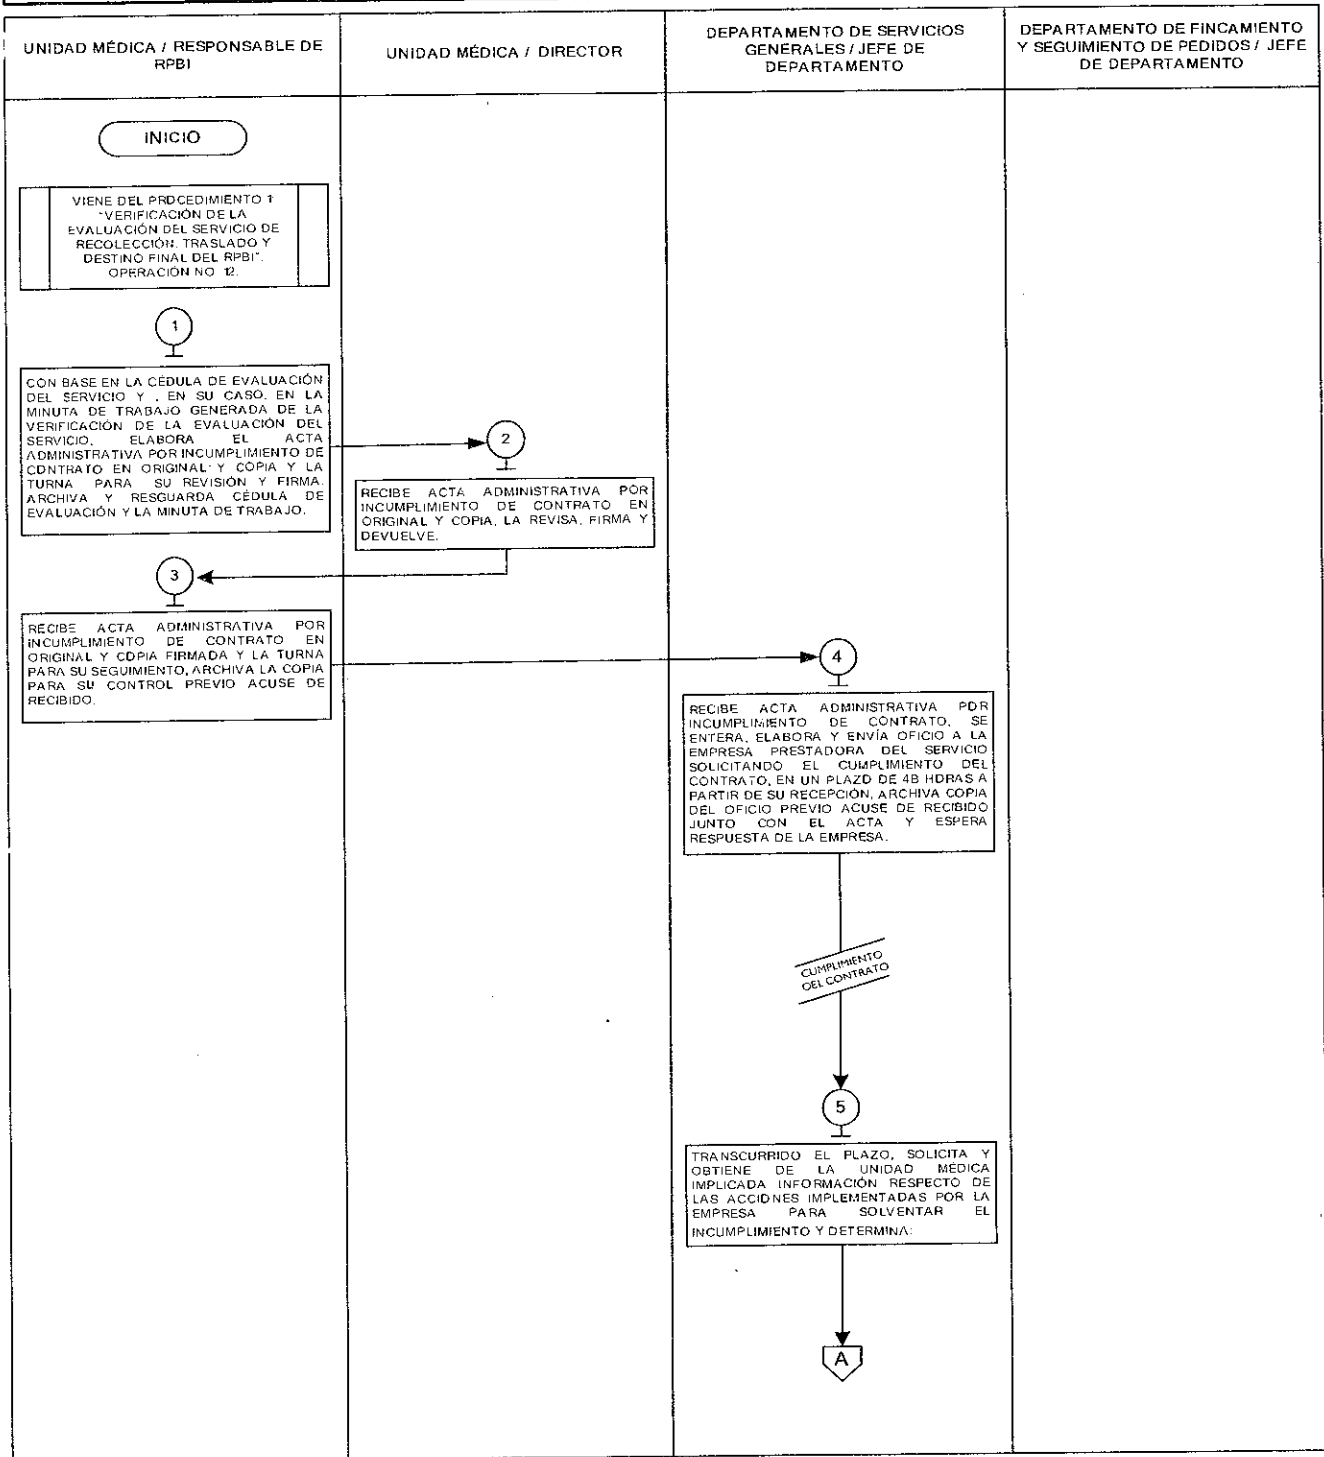 UNIDAD MÉDICA / RESPONSABLE DE
RPBI
UNIDAD MÉDICA / DIRECTOR
DEPARTAMENTO DE SERVICIOS
GENERALES / JEFE DE
DEPARTAMENTO
DEPARTAMENTO DE FINCAMIENTO
Y SEGUIMIENTO DE PEDIDOS / JEFE
DE DEPARTAMENTO
INICIO
VIENE DEL PROCEDIMIENTO 1
"VERIFICACIÓN DE LA
EVALUACIÓN DEL SERVICIO DE
RECOLECCIÓN, TRASLADO Y
DESTINO FINAL DEL RPBI".
OPERACIÓN NO. 12.
1
CON BASE EN LA CÉDULA DE EVALUACIÓN
DEL SERVICIO Y , EN SU CASO, EN LA
MINUTA DE TRABAJO GENERADA DE LA
VERIFICACIÓN DE LA EVALUACIÓN DEL
SERVICIO, ELABORA EL ACTA
ADMINISTRATIVA POR INCUMPLIMIENTO DE
CONTRATO EN ORIGINAL Y COPIA Y LA
TURNA PARA SU REVISIÓN Y FIRMA.
ARCHIVA Y RESGUARDA CÉDULA DE
EVALUACIÓN Y LA MINUTA DE TRABAJO.
2
RECIBE ACTA ADMINISTRATIVA POR
INCUMPLIMIENTO DE CONTRATO EN
ORIGINAL Y COPIA, LA REVISA, FIRMA Y
DEVUELVE.
3
RECIBE ACTA ADMINISTRATIVA POR
INCUMPLIMIENTO DE CONTRATO EN
ORIGINAL Y COPIA FIRMADA Y LA TURNA
PARA SU SEGUIMIENTO, ARCHIVA LA COPIA
PARA SU CONTROL PREVIO ACUSE DE
RECIBIDO.
4
RECIBE ACTA ADMINISTRATIVA POR
INCUMPLIMIENTO DE CONTRATO, SE
ENTERA, ELABORA Y ENVÍA OFICIO A LA
EMPRESA PRESTADORA DEL SERVICIO
SOLICITANDO EL CUMPLIMIENTO DEL
CONTRATO, EN UN PLAZO DE 48 HORAS A
PARTIR DE SU RECEPCIÓN, ARCHIVA COPIA
DEL OFICIO PREVIO ACUSE DE RECIBIDO
JUNTO CON EL ACTA Y ESPERA
RESPUESTA DE LA EMPRESA.
CUMPLIMIENTO
DEL CONTRATO
5
TRANSCURRIDO EL PLAZO, SOLICITA Y
OBTIENE DE LA UNIDAD MÉDICA
IMPLICADA INFORMACIÓN RESPECTO DE
LAS ACCIONES IMPLEMENTADAS POR LA
EMPRESA PARA SOLVENTAR EL
INCUMPLIMIENTO Y DETERMINA:
A